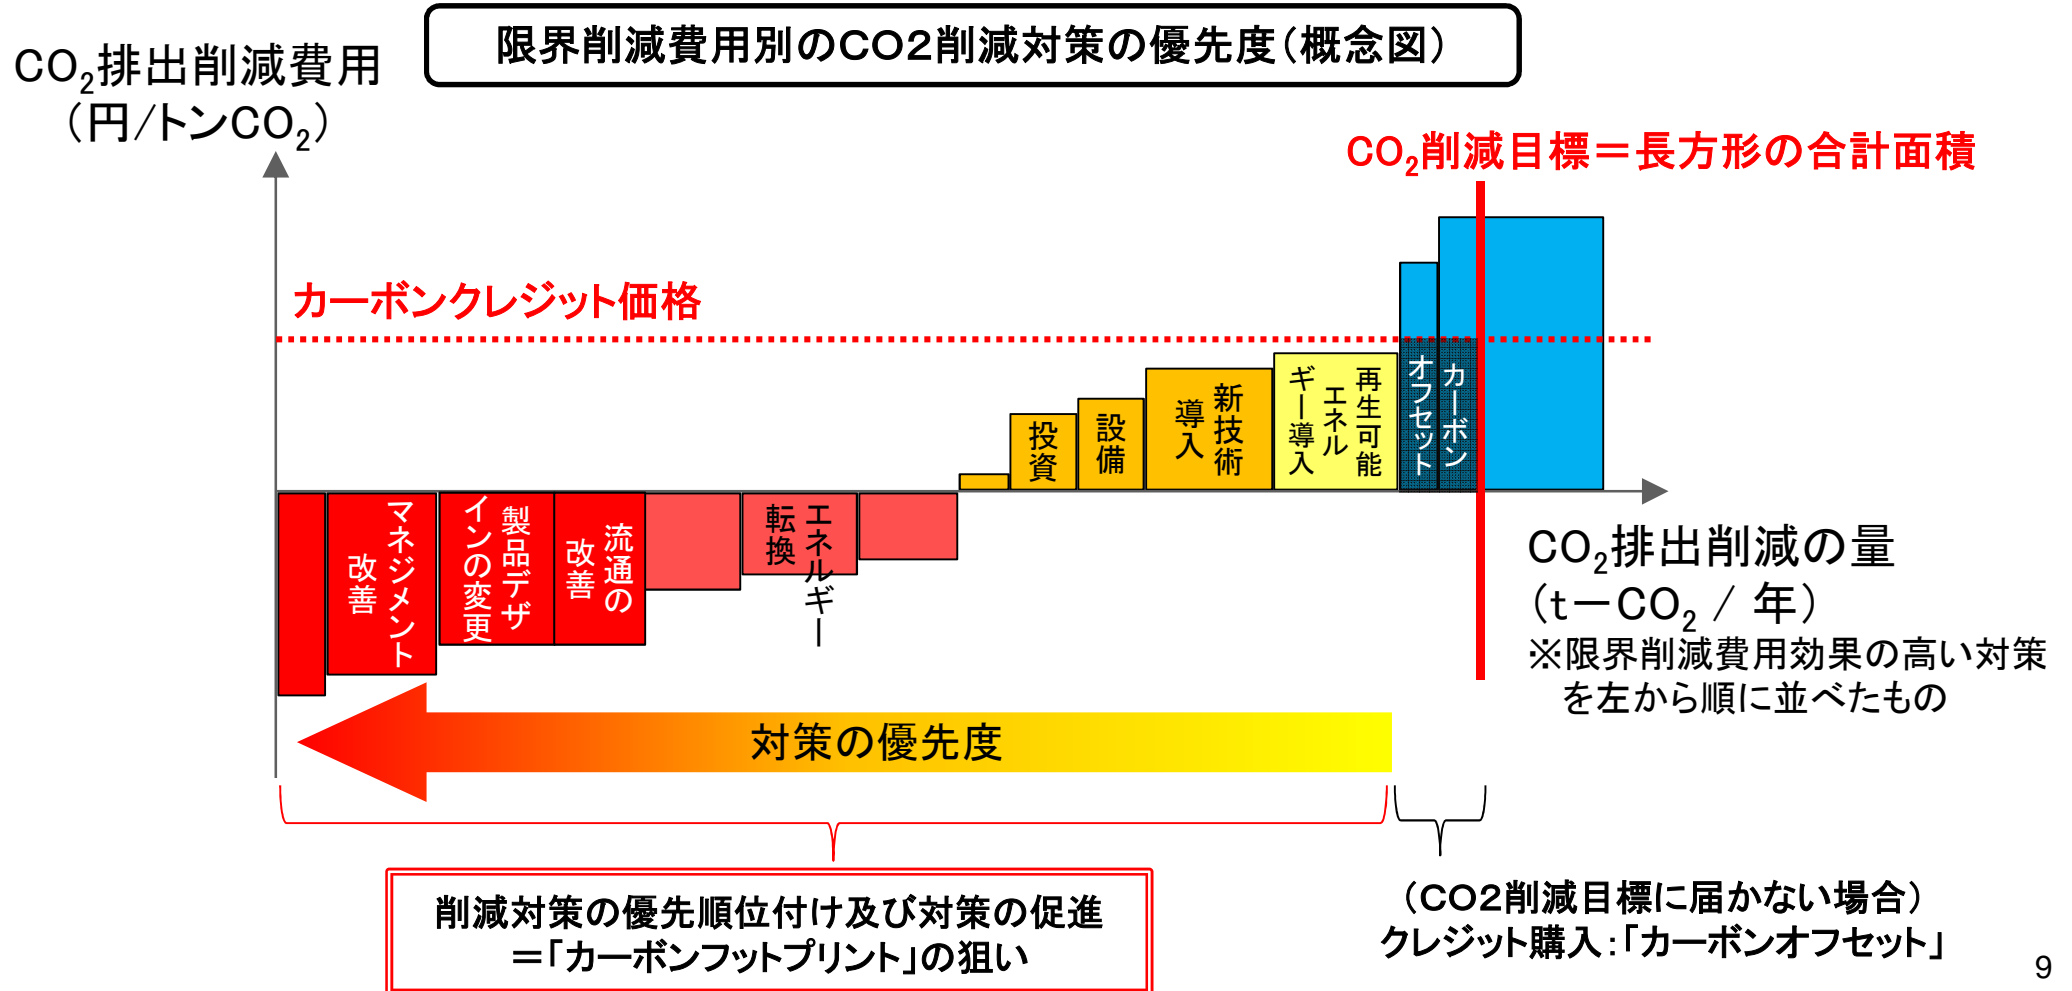 限界削減費用別のCO2削減対策の優先度(概念図)
CO₂排出削減費用
(円/トンCO₂)
CO₂削減目標=長方形の合計面積
カーボンクレジット価格
マネジメント
改善
製品デザ
インの変更
流通の
改善
エネルギー
転換
投資
設備
新技術
導入
再生可能
エネル
ギー導入
カーボン
オフセット
CO₂排出削減の量
(t-CO₂ / 年)
※限界削減費用効果の高い対策
を左から順に並べたもの
対策の優先度
削減対策の優先順位付け及び対策の促進
=「カーボンフットプリント」の狙い
(CO2削減目標に届かない場合)
クレジット購入:「カーボンオフセット」
9